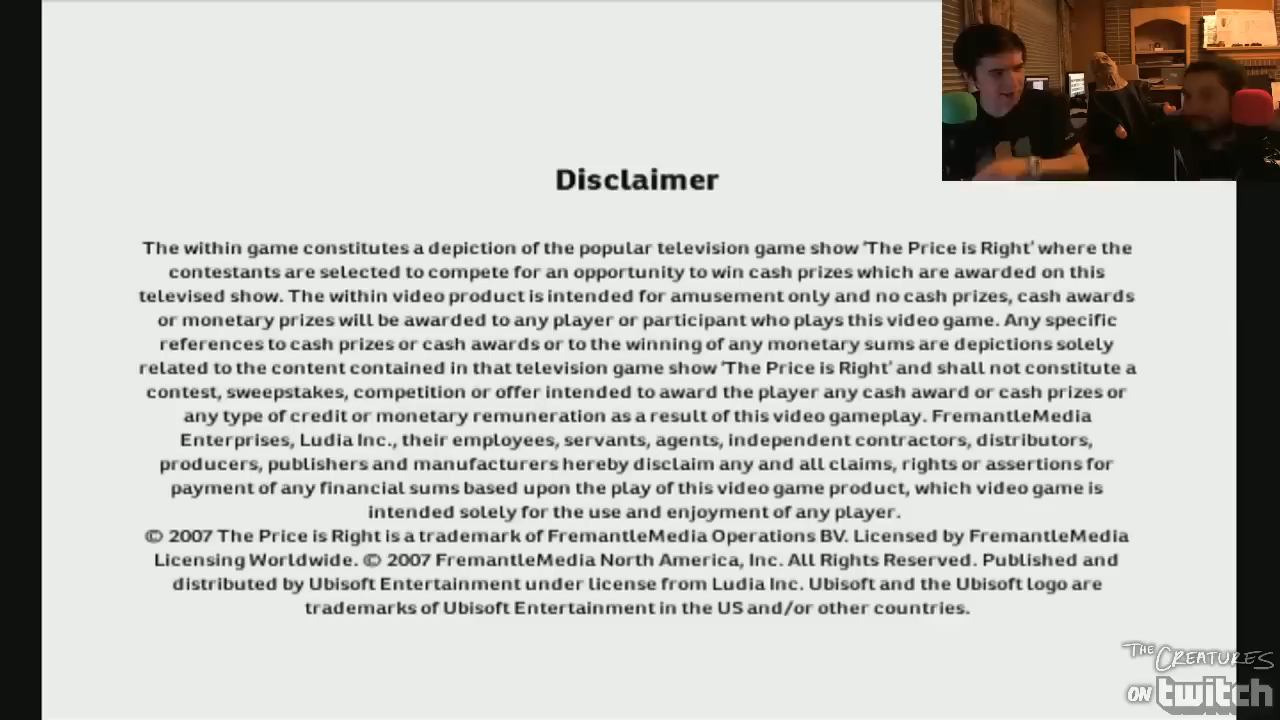 Disclaimer
The within game constitutes a depiction of the popular television game show 'The Price is Right' where the
contestants are selected to compete for an opportunity to win cash prizes which are awarded on this
televised show. The within video product is intended for amusement only and no cash prizes, cash awards
or monetary prizes will be awarded to any player or participant who plays this video game. Any specific
references to cash prizes or cash awards or to the winning of any monetary sums are depictions solely
related to the content contained in that television game show 'The Price is Right' and shall not constitute a
contest, sweepstakes, competition or offer intended to award the player any cash award or cash prizes or
any type of credit or monetary remuneration as a result of this video gameplay. FremantleMedia
Enterprises, Ludia Inc., their employees, servants, agents, independent contractors, distributors,
producers, publishers and manufacturers hereby disclaim any and all claims, rights or assertions for
payment of any financial sums based upon the play of this video game product, which video game is
intended solely for the use and enjoyment of any player.
© 2007 The Price is Right is a trademark of FremantleMedia Operations BV. Licensed by FremantleMedia
Licensing Worldwide. © 2007 FremantleMedia North America, Inc. All Rights Reserved. Published and
distributed by Ubisoft Entertainment under license from Ludia Inc. Ubisoft and the Ubisoft logo are
trademarks of Ubisoft Entertainment in the US and/or other countries.
THE CREATURES
ON twitch